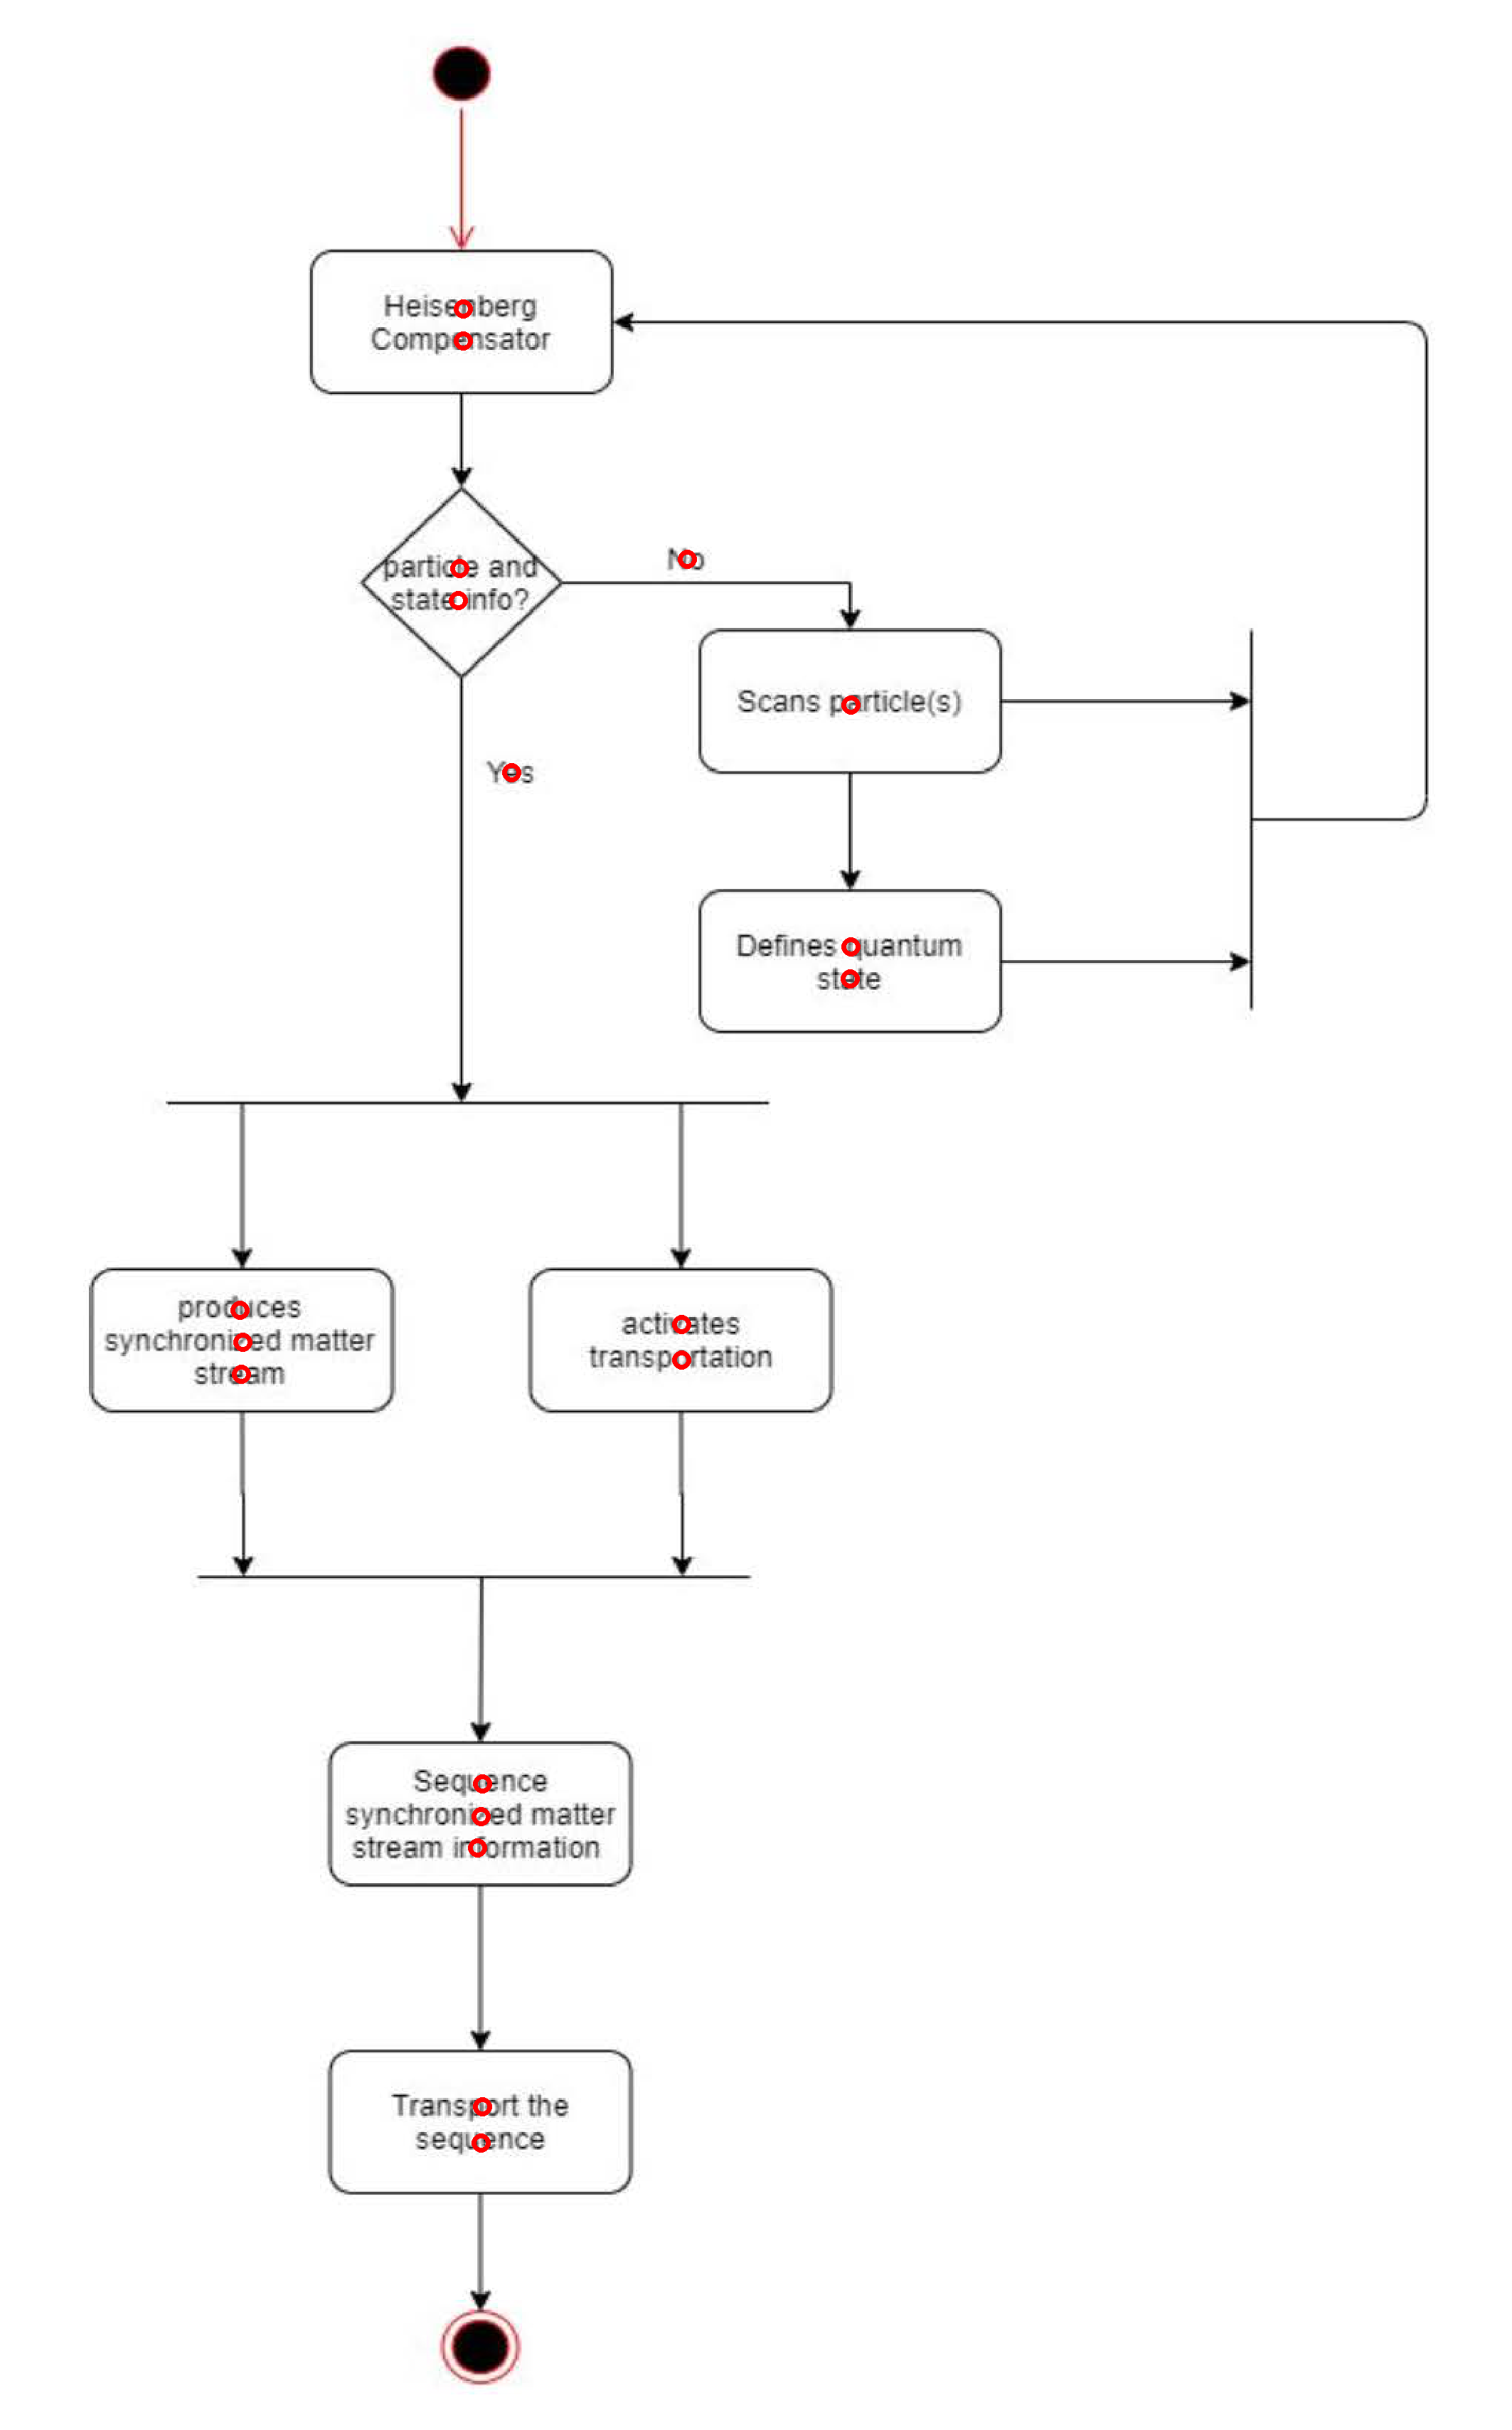 Heisenberg
Compensator
particle and
state info?
No
Scans particle(s)
Yes
Defines quantum
state
produces
synchronized matter
stream
activates
transportation
Sequence
synchronized matter
stream information
Transport the
sequence